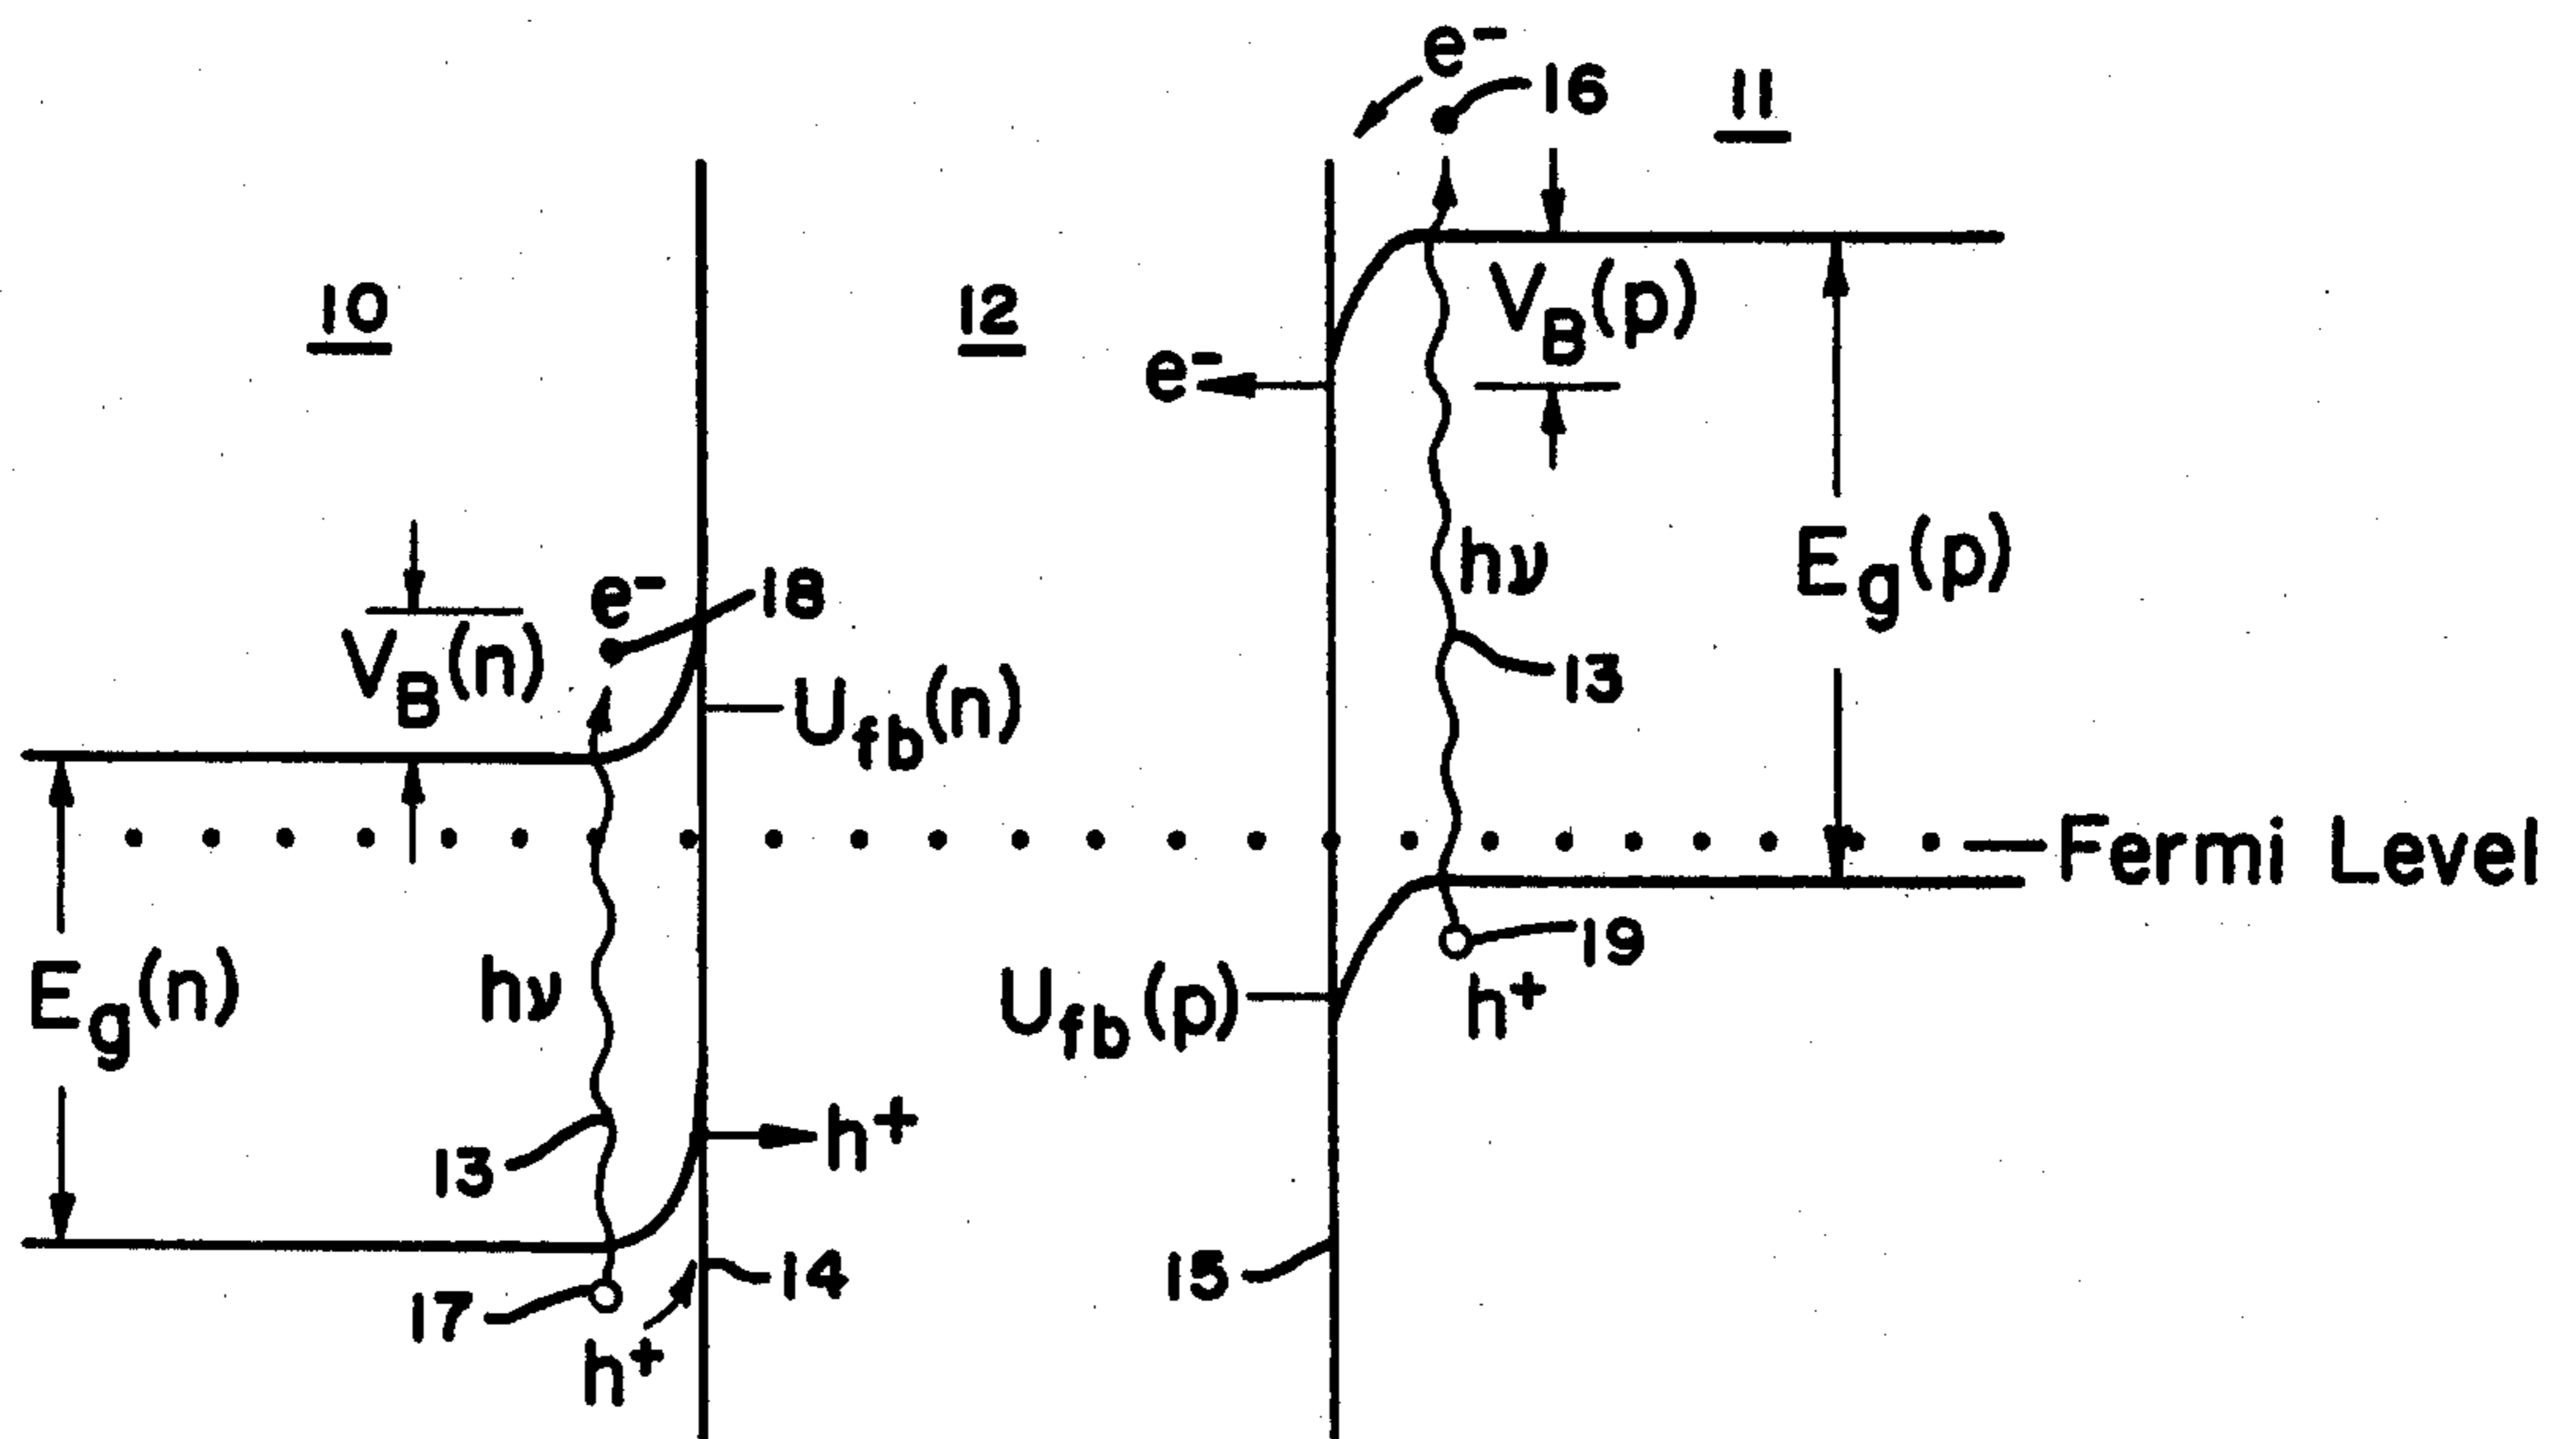 e⁻
16
11
10
12
V_B(p)
e⁻
hν
E_g(p)
e⁻
18
V_B(n)
U_fb(n)
13
Fermi Level
E_g(n)
hν
U_fb(p)
19
h⁺
h⁺
13
14
15
17
h⁺